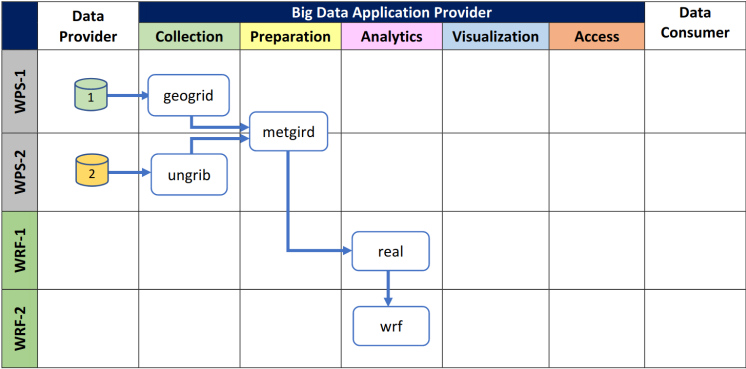 Data
Provider
Big Data Application Provider
Data
Consumer
Collection
Preparation
Analytics
Visualization
Access
WPS-1
1
geogrid
metgird
WPS-2
2
ungrib
WRF-1
real
WRF-2
wrf